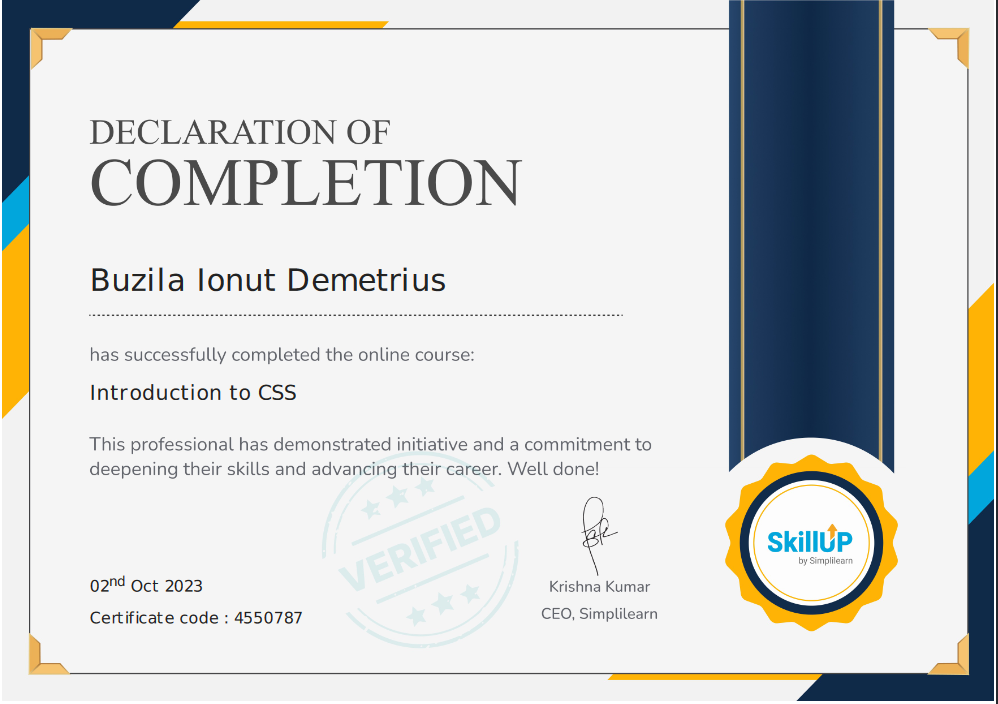 DECLARATION OF
COMPLETION
Buzila Ionut Demetrius
has successfully completed the online course:
Introduction to CSS
This professional has demonstrated initiative and a commitment to
deepening their skills and advancing their career. Well done!
VERIFIED
02nd Oct 2023
Certificate code : 4550787
Krishna Kumar
CEO, Simplilearn
SkillUP
by Simplilearn